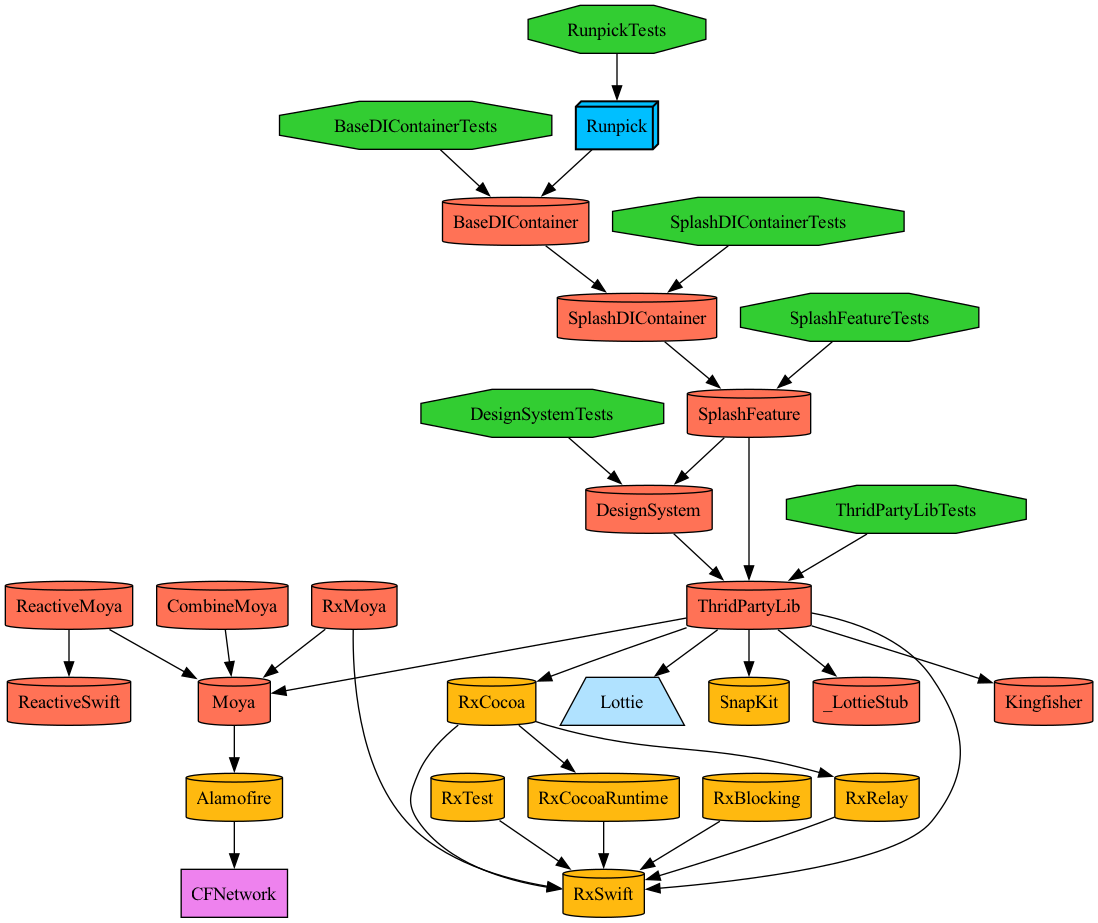 RunpickTests
BaseDIContainerTests
Runpick
BaseDIContainer
SplashDIContainerTests
SplashDIContainer
SplashFeatureTests
DesignSystemTests
SplashFeature
DesignSystem
ThridPartyLibTests
ReactiveMoya
CombineMoya
RxMoya
ThridPartyLib
ReactiveSwift
Moya
RxCocoa
Lottie
SnapKit
_LottieStub
Kingfisher
Alamofire
RxTest
RxCocoaRuntime
RxBlocking
RxRelay
CFNetwork
RxSwift